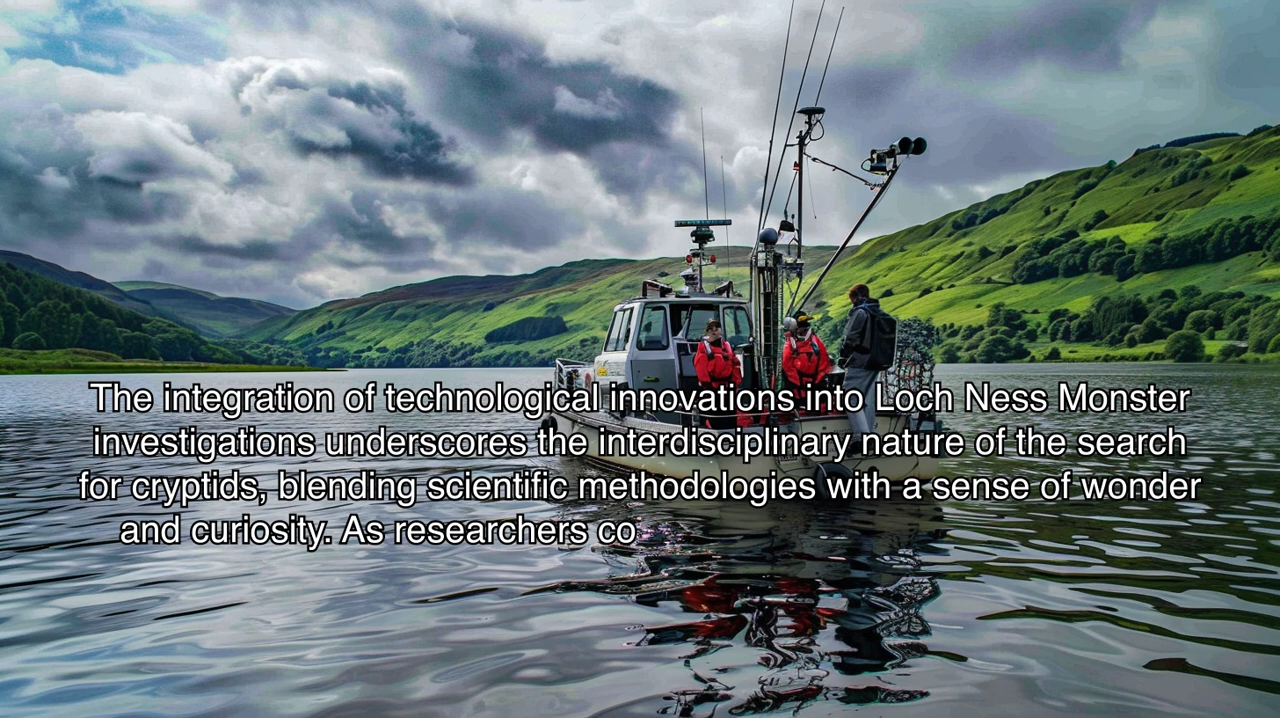 The integration of technological innovations into Loch Ness Monster
investigations underscores the interdisciplinary nature of the search
for cryptids, blending scientific methodologies with a sense of wonder
and curiosity. As researchers co